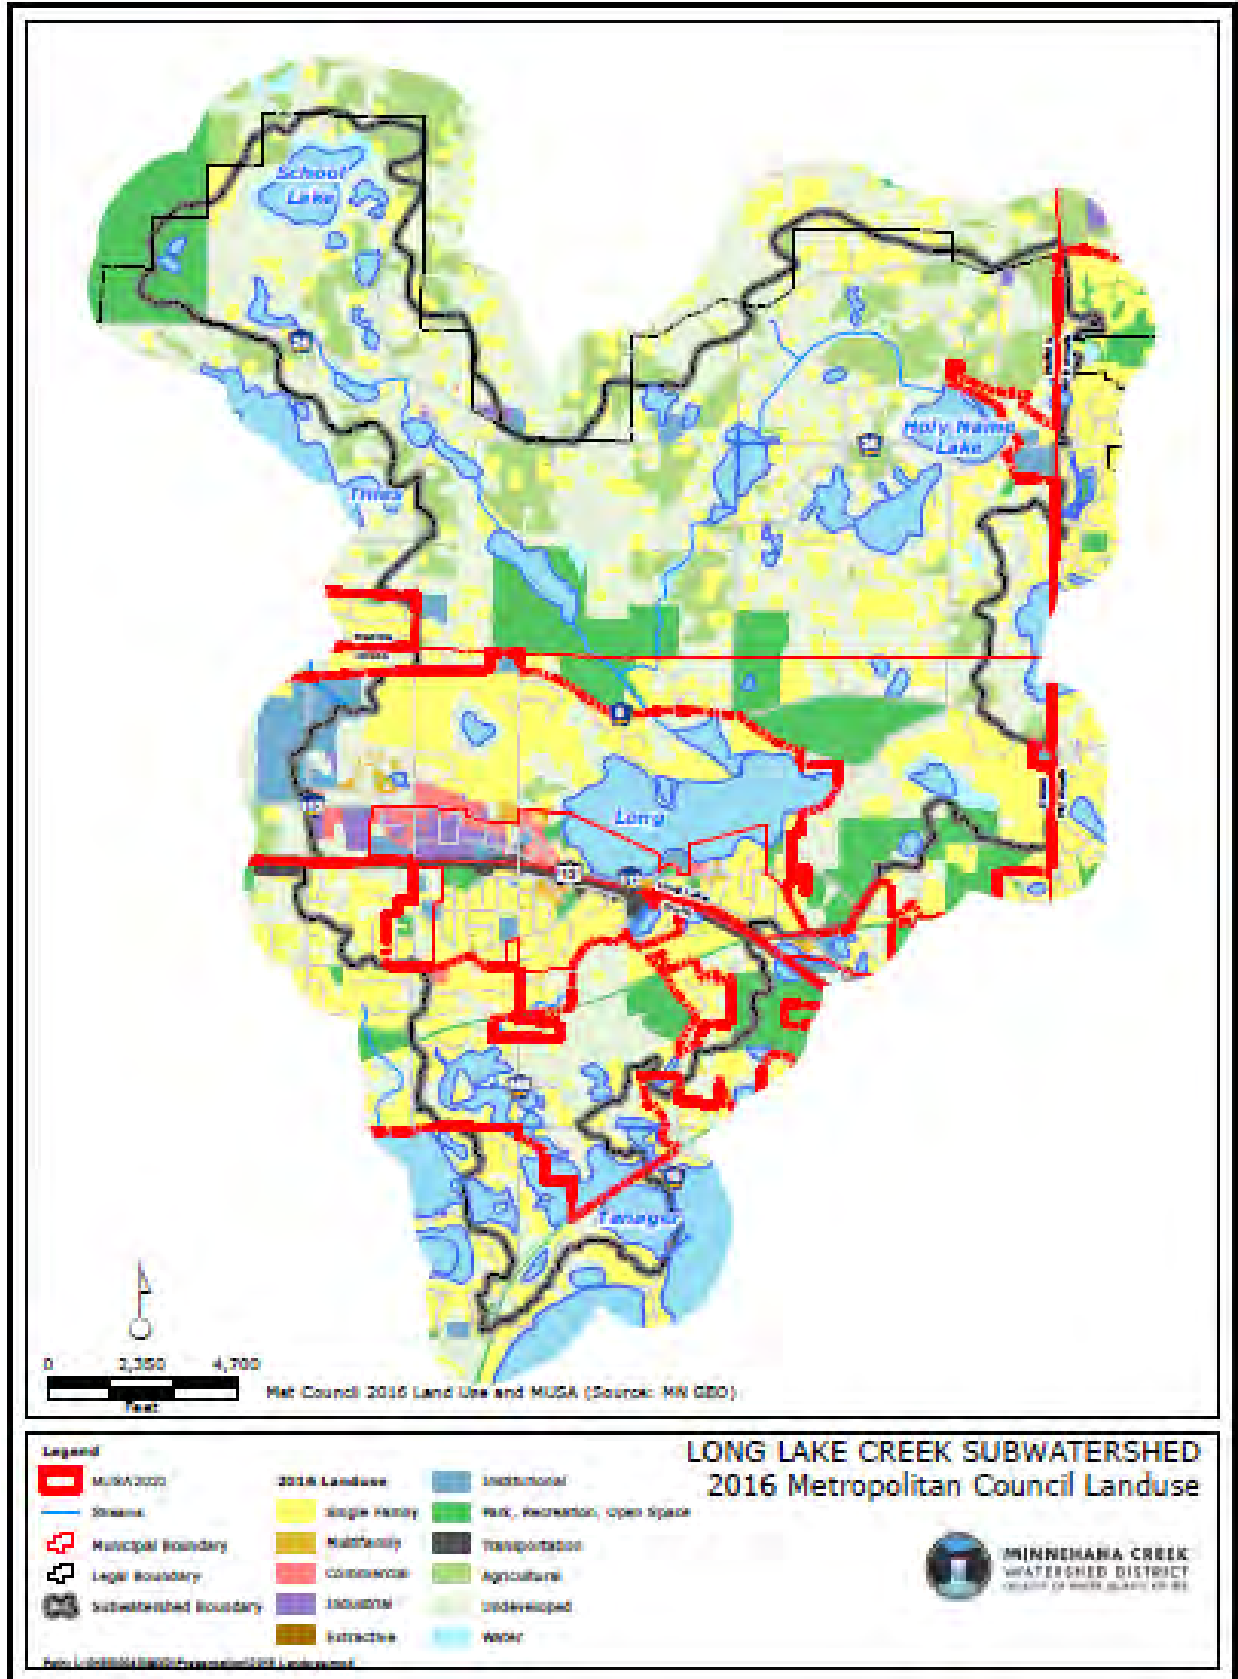 School
Lake
Holy Name
Lake
Thies
Long
12
Tanager
0 2,350 4,700
Feet
Met Council 2016 Land Use and MUSA (Source: MN GEO)
LONG LAKE CREEK SUBWATERSHED
2016 Metropolitan Council Landuse
Legend
MUSA2020
Streams
Municipal Boundary
Legal Boundary
Subwatershed Boundary
2016 Landuse
Single Family
Multifamily
Commercial
Industrial
Extractive
Institutional
Park, Recreation, Open Space
Transportation
Agricultural
Undeveloped
Water
MINNEHAHA CREEK
WATERSHED DISTRICT